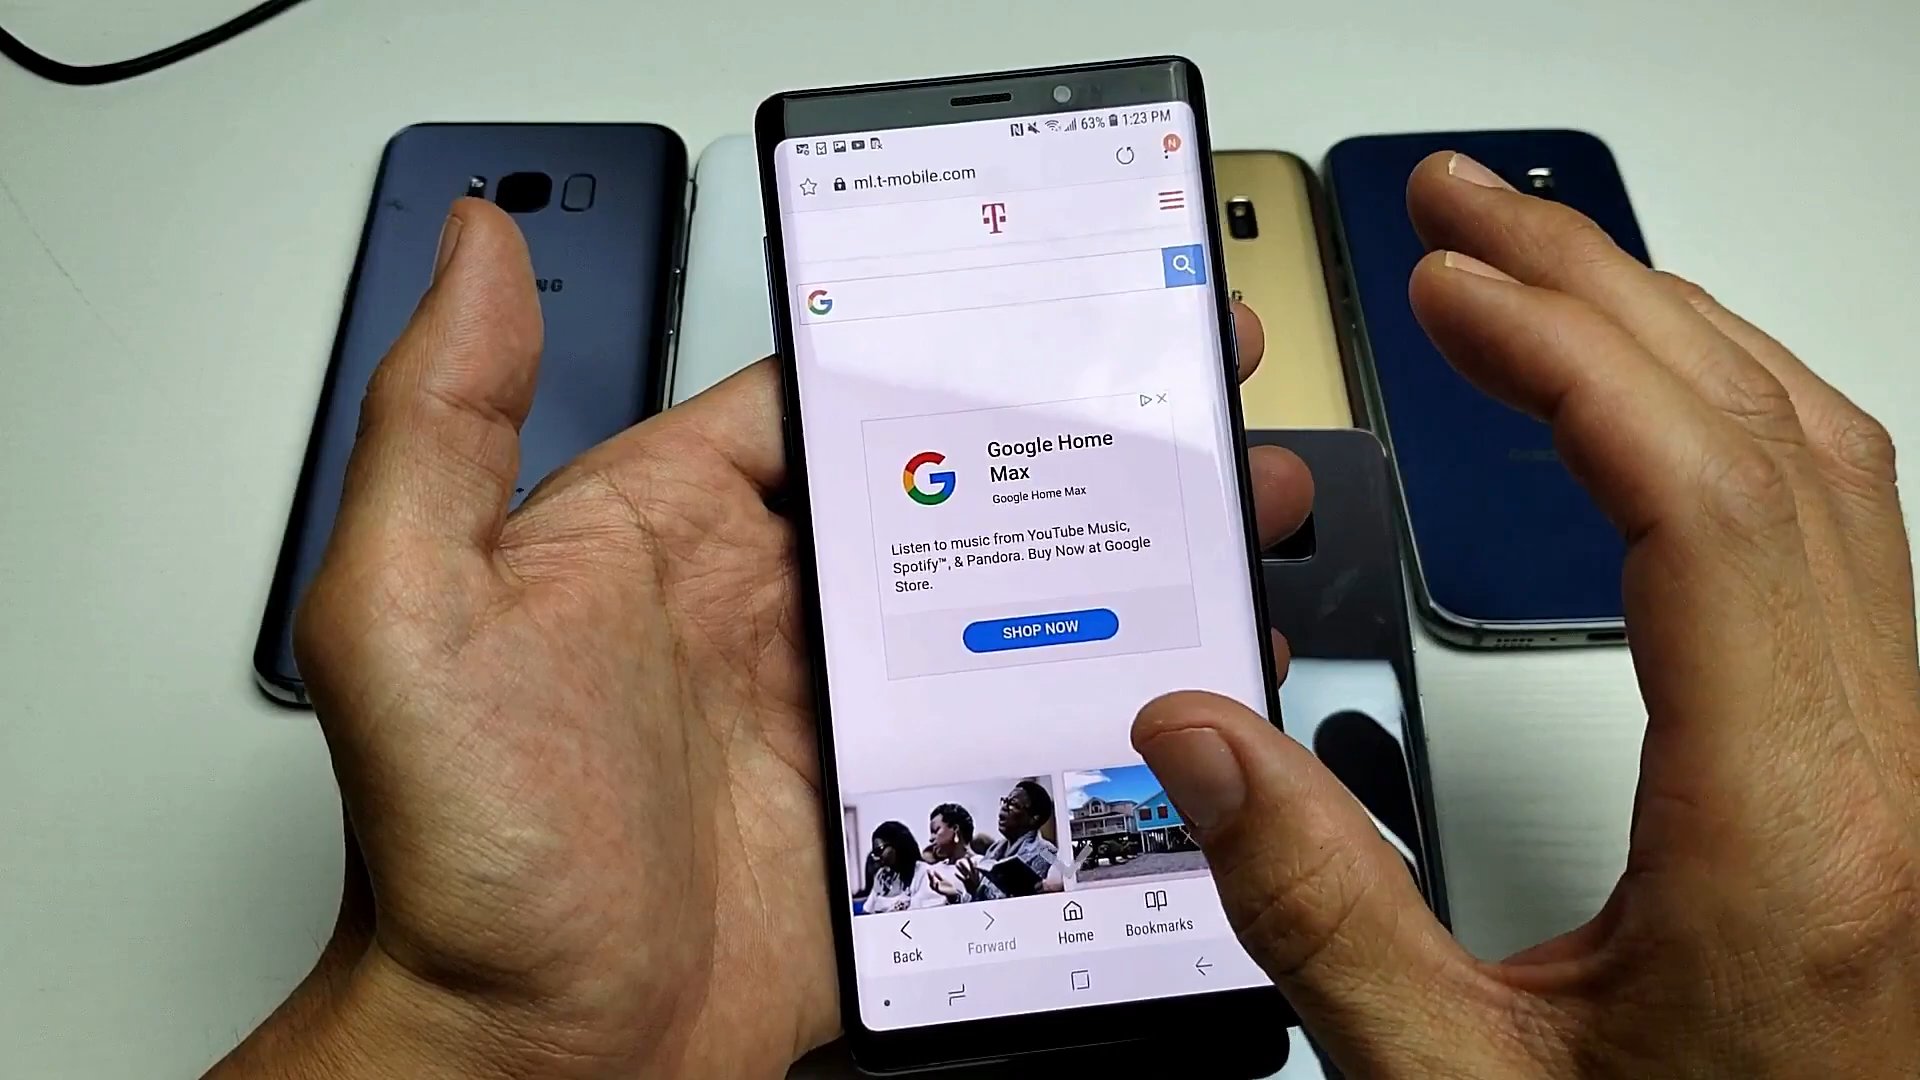 63% 1:23 PM
N
ml.t-mobile.com
T
G
Google Home
Max
Google Home Max
Listen to music from YouTube Music,
Spotify™, & Pandora. Buy Now at Google
Store.
SHOP NOW
Back
Forward
Home
Bookmarks
NG